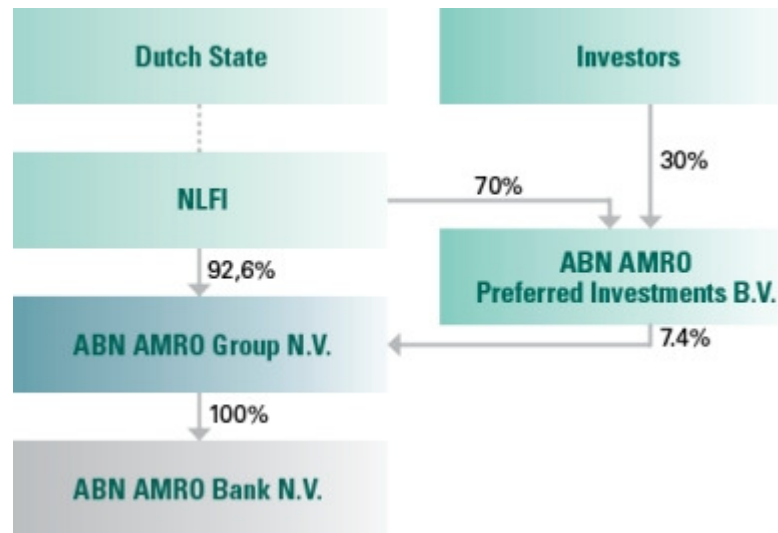 Dutch State
Investors
30%
NLFI
70%
92,6%
ABN AMRO
Preferred Investments B.V.
7.4%
ABN AMRO Group N.V.
100%
ABN AMRO Bank N.V.